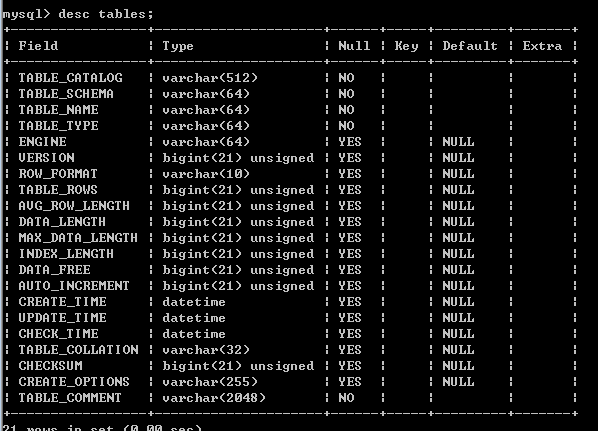 mysql> desc tables;
+-----------------+---------------------+------+-----+---------+-------+
| Field           | Type                | Null | Key | Default | Extra |
+-----------------+---------------------+------+-----+---------+-------+
| TABLE_CATALOG   | varchar(512)        | NO   |     |         |       |
| TABLE_SCHEMA    | varchar(64)         | NO   |     |         |       |
| TABLE_NAME      | varchar(64)         | NO   |     |         |       |
| TABLE_TYPE      | varchar(64)         | NO   |     |         |       |
| ENGINE          | varchar(64)         | YES  |     | NULL    |       |
| VERSION         | bigint(21) unsigned | YES  |     | NULL    |       |
| ROW_FORMAT      | varchar(10)         | YES  |     | NULL    |       |
| TABLE_ROWS      | bigint(21) unsigned | YES  |     | NULL    |       |
| AVG_ROW_LENGTH  | bigint(21) unsigned | YES  |     | NULL    |       |
| DATA_LENGTH     | bigint(21) unsigned | YES  |     | NULL    |       |
| MAX_DATA_LENGTH | bigint(21) unsigned | YES  |     | NULL    |       |
| INDEX_LENGTH    | bigint(21) unsigned | YES  |     | NULL    |       |
| DATA_FREE       | bigint(21) unsigned | YES  |     | NULL    |       |
| AUTO_INCREMENT  | bigint(21) unsigned | YES  |     | NULL    |       |
| CREATE_TIME     | datetime            | YES  |     | NULL    |       |
| UPDATE_TIME     | datetime            | YES  |     | NULL    |       |
| CHECK_TIME      | datetime            | YES  |     | NULL    |       |
| TABLE_COLLATION | varchar(32)         | YES  |     | NULL    |       |
| CHECKSUM        | bigint(21) unsigned | YES  |     | NULL    |       |
| CREATE_OPTIONS  | varchar(255)        | YES  |     | NULL    |       |
| TABLE_COMMENT   | varchar(2048)       | NO   |     |         |       |
+-----------------+---------------------+------+-----+---------+-------+
21 rows in set (0.00 sec)